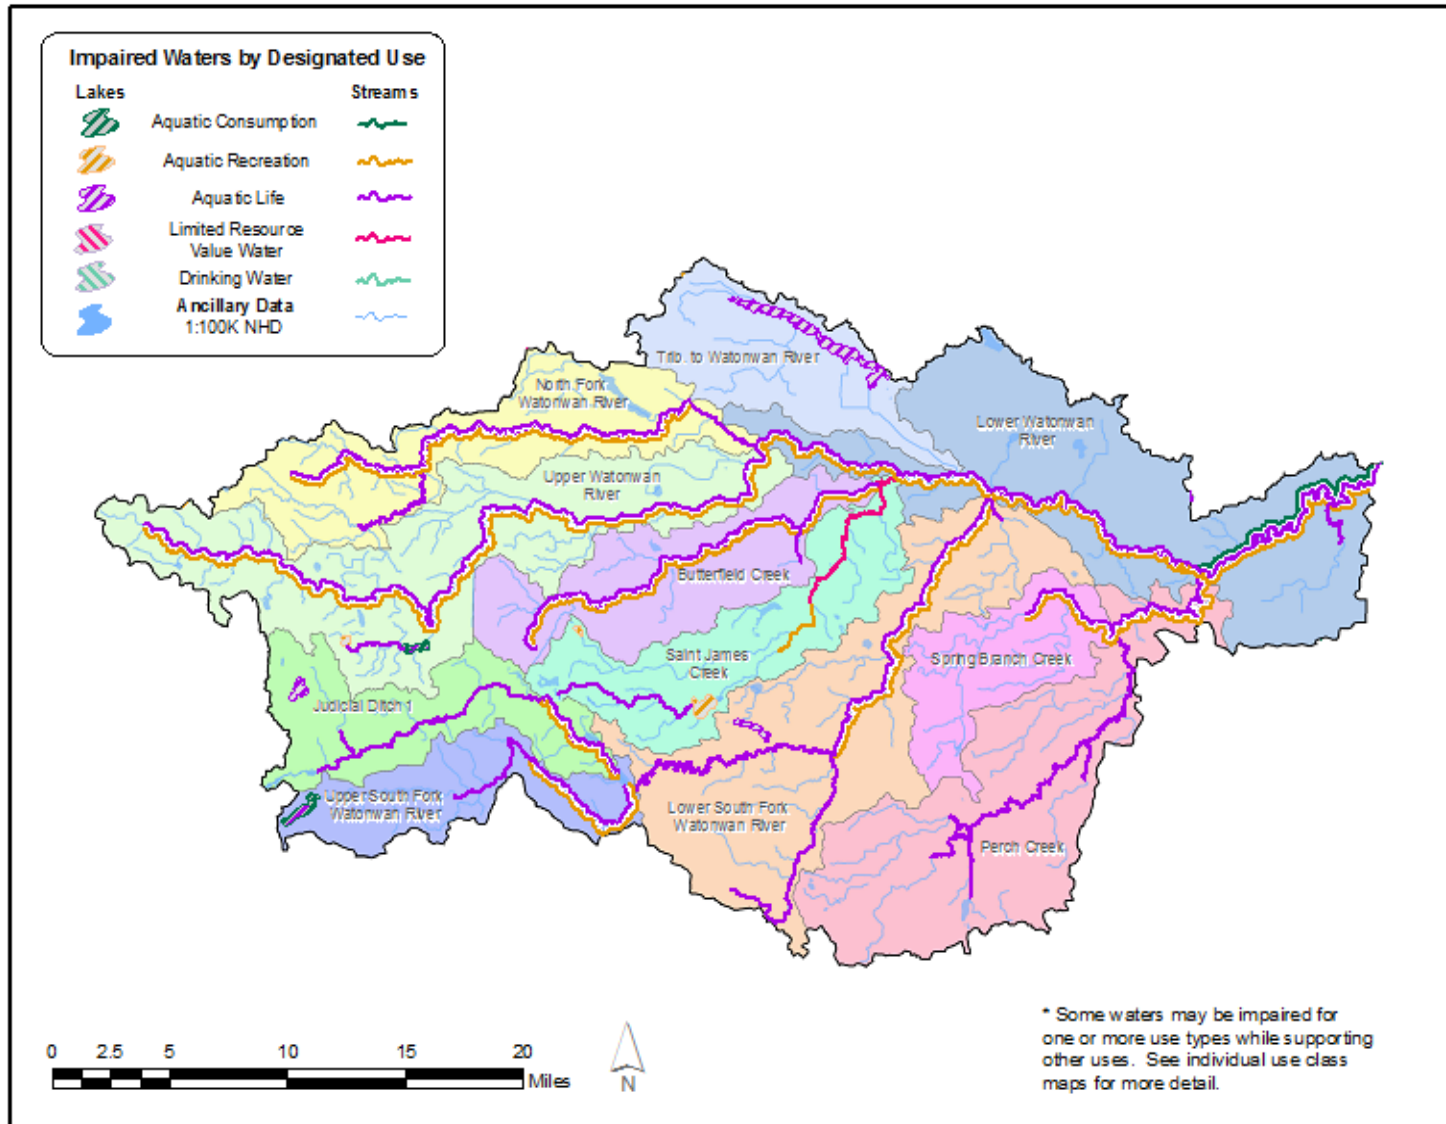 Impaired Waters by Designated Use
Lakes
Streams
Aquatic Consumption
Aquatic Recreation
Aquatic Life
Limited Resource
Value Water
Drinking Water
Ancillary Data
1:100K NHD
Trib. to Watonwan River
North Fork
Watonwan River
Lower Watonwan
River
Upper Watonwan
River
Butterfield Creek
Saint James
Creek
Spring Branch Creek
Judicial Ditch 1
Upper South Fork
Watonwan River
Lower South Fork
Watonwan River
Perch Creek
* Some waters may be impaired for
one or more use types while supporting
other uses. See individual use class
maps for more detail.
0 2.5 5 10 15 20
Miles
N